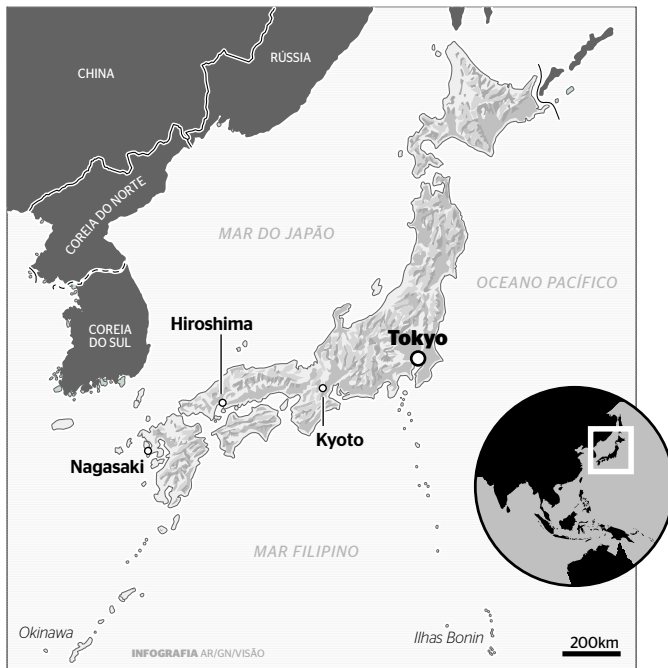 CHINA
RÚSSIA
COREIA DO NORTE
MAR DO JAPÃO
OCEANO PACÍFICO
COREIA
DO SUL
Hiroshima
Tokyo
Kyoto
Nagasaki
MAR FILIPINO
Okinawa
INFOGRAFIA AR/GN/VISÃO
Ilhas Bonin
200km